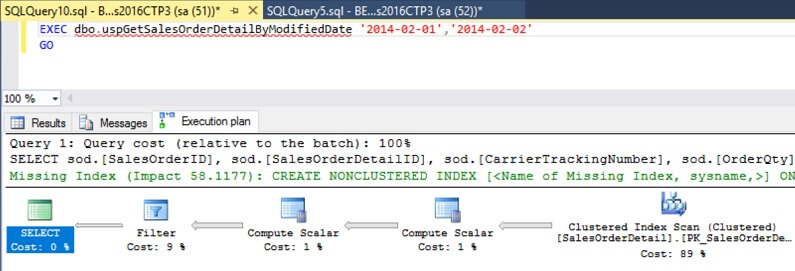 SQLQuery10.sql - B...s2016CTP3 (sa (51))* SQLQuery5.sql - BE...s2016CTP3 (sa (52))*
EXEC dbo.uspGetSalesOrderDetailByModifiedDate '2014-02-01','2014-02-02'
GO
100 %
Results Messages Execution plan
Query 1: Query cost (relative to the batch): 100%
SELECT sod.[SalesOrderID], sod.[SalesOrderDetailID], sod.[CarrierTrackingNumber], sod.[OrderQty]
Missing Index (Impact 58.1177): CREATE NONCLUSTERED INDEX [<Name of Missing Index, sysname,>] ON
SELECT
Cost: 0 %
Filter
Cost: 9 %
Compute Scalar
Cost: 1 %
Compute Scalar
Cost: 1 %
Clustered Index Scan (Clustered)
[SalesOrderDetail].[PK_SalesOrderDe...
Cost: 89 %